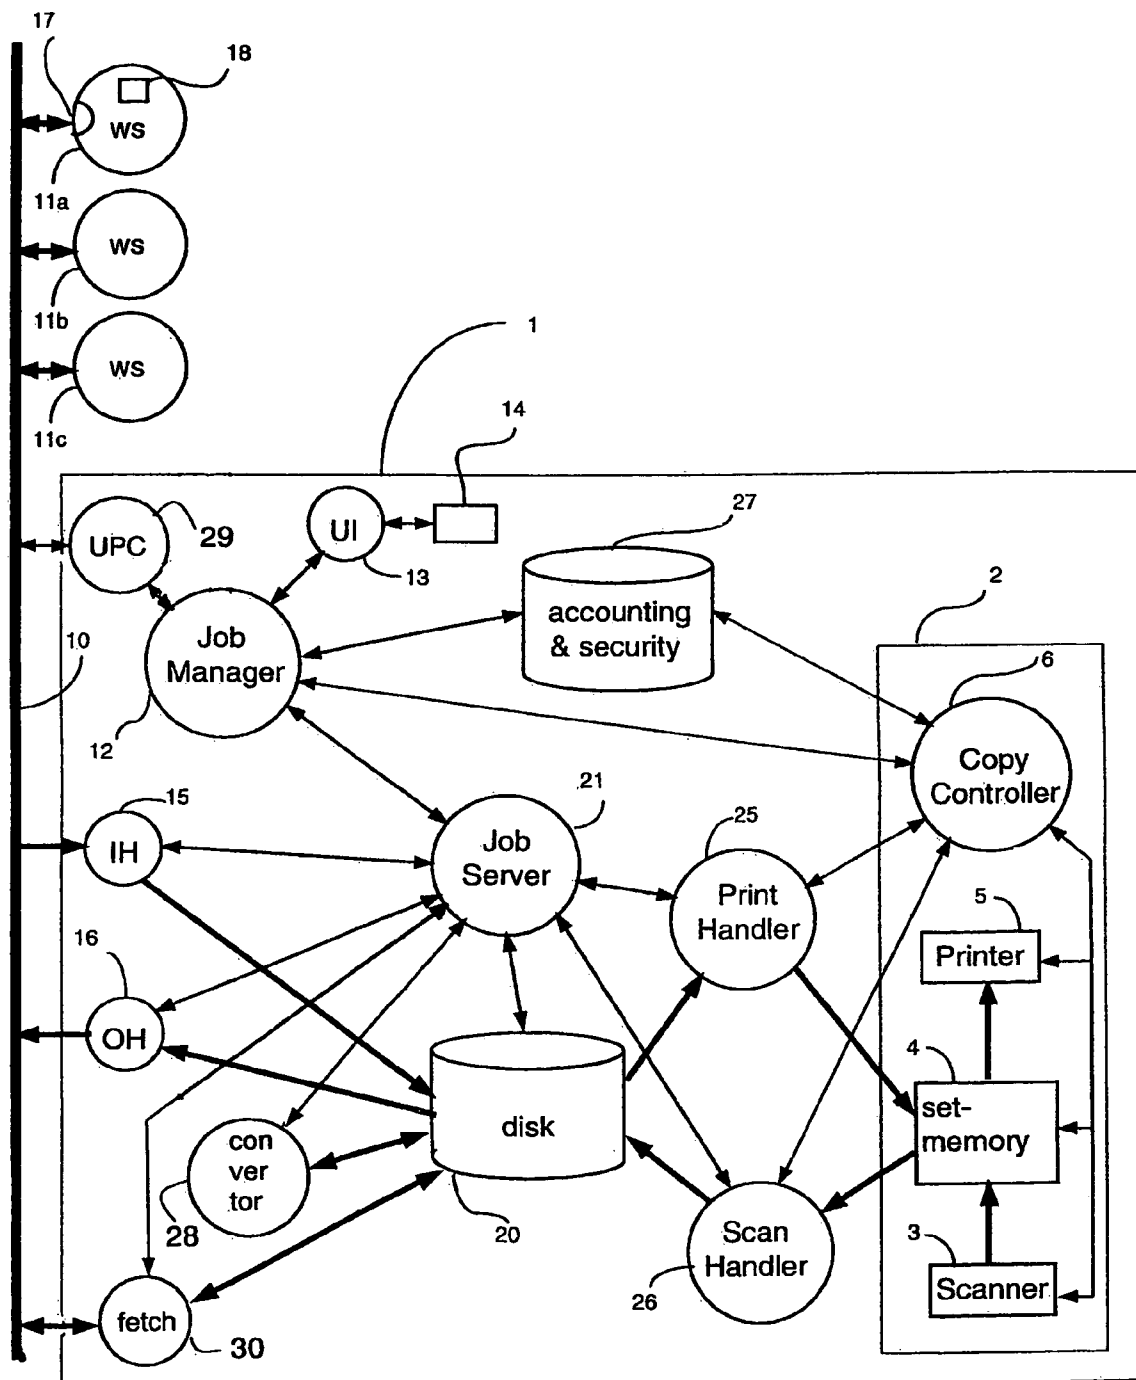 17
18
ws
11a
ws
11b
ws
11c
1
14
29
UPC
UI
13
27
accounting
& security
2
6
10
Job
Manager
12
Copy
Controller
15
IH
21
Job
Server
25
Print
Handler
5
Printer
16
OH
4
set-
memory
disk
con
ver
tor
28
20
Scan
Handler
26
3
Scanner
fetch
30